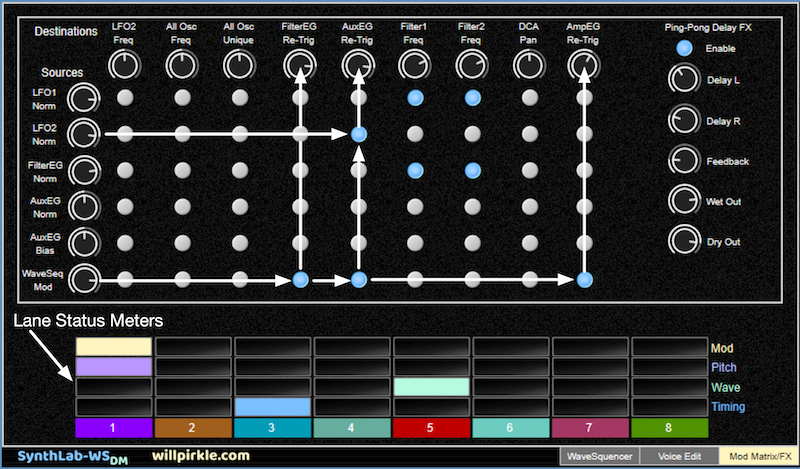 Destinations
LFO2 Freq
All Osc Freq
All Osc Unique
FilterEG Re-Trig
AuxEG Re-Trig
Filter1 Freq
Filter2 Freq
DCA Pan
AmpEG Re-Trig
Ping-Pong Delay FX
Enable
Sources
LFO1
Norm
LFO2
Norm
FilterEG
Norm
AuxEG
Norm
AuxEG
Bias
WaveSeq
Mod
Delay L
Delay R
Feedback
Wet Out
Dry Out
Lane Status Meters
Mod
Pitch
Wave
Timing
1 2 3 4 5 6 7 8
SynthLab-WSDM willpirkle.com
WaveSquencer Voice Edit Mod Matrix/FX